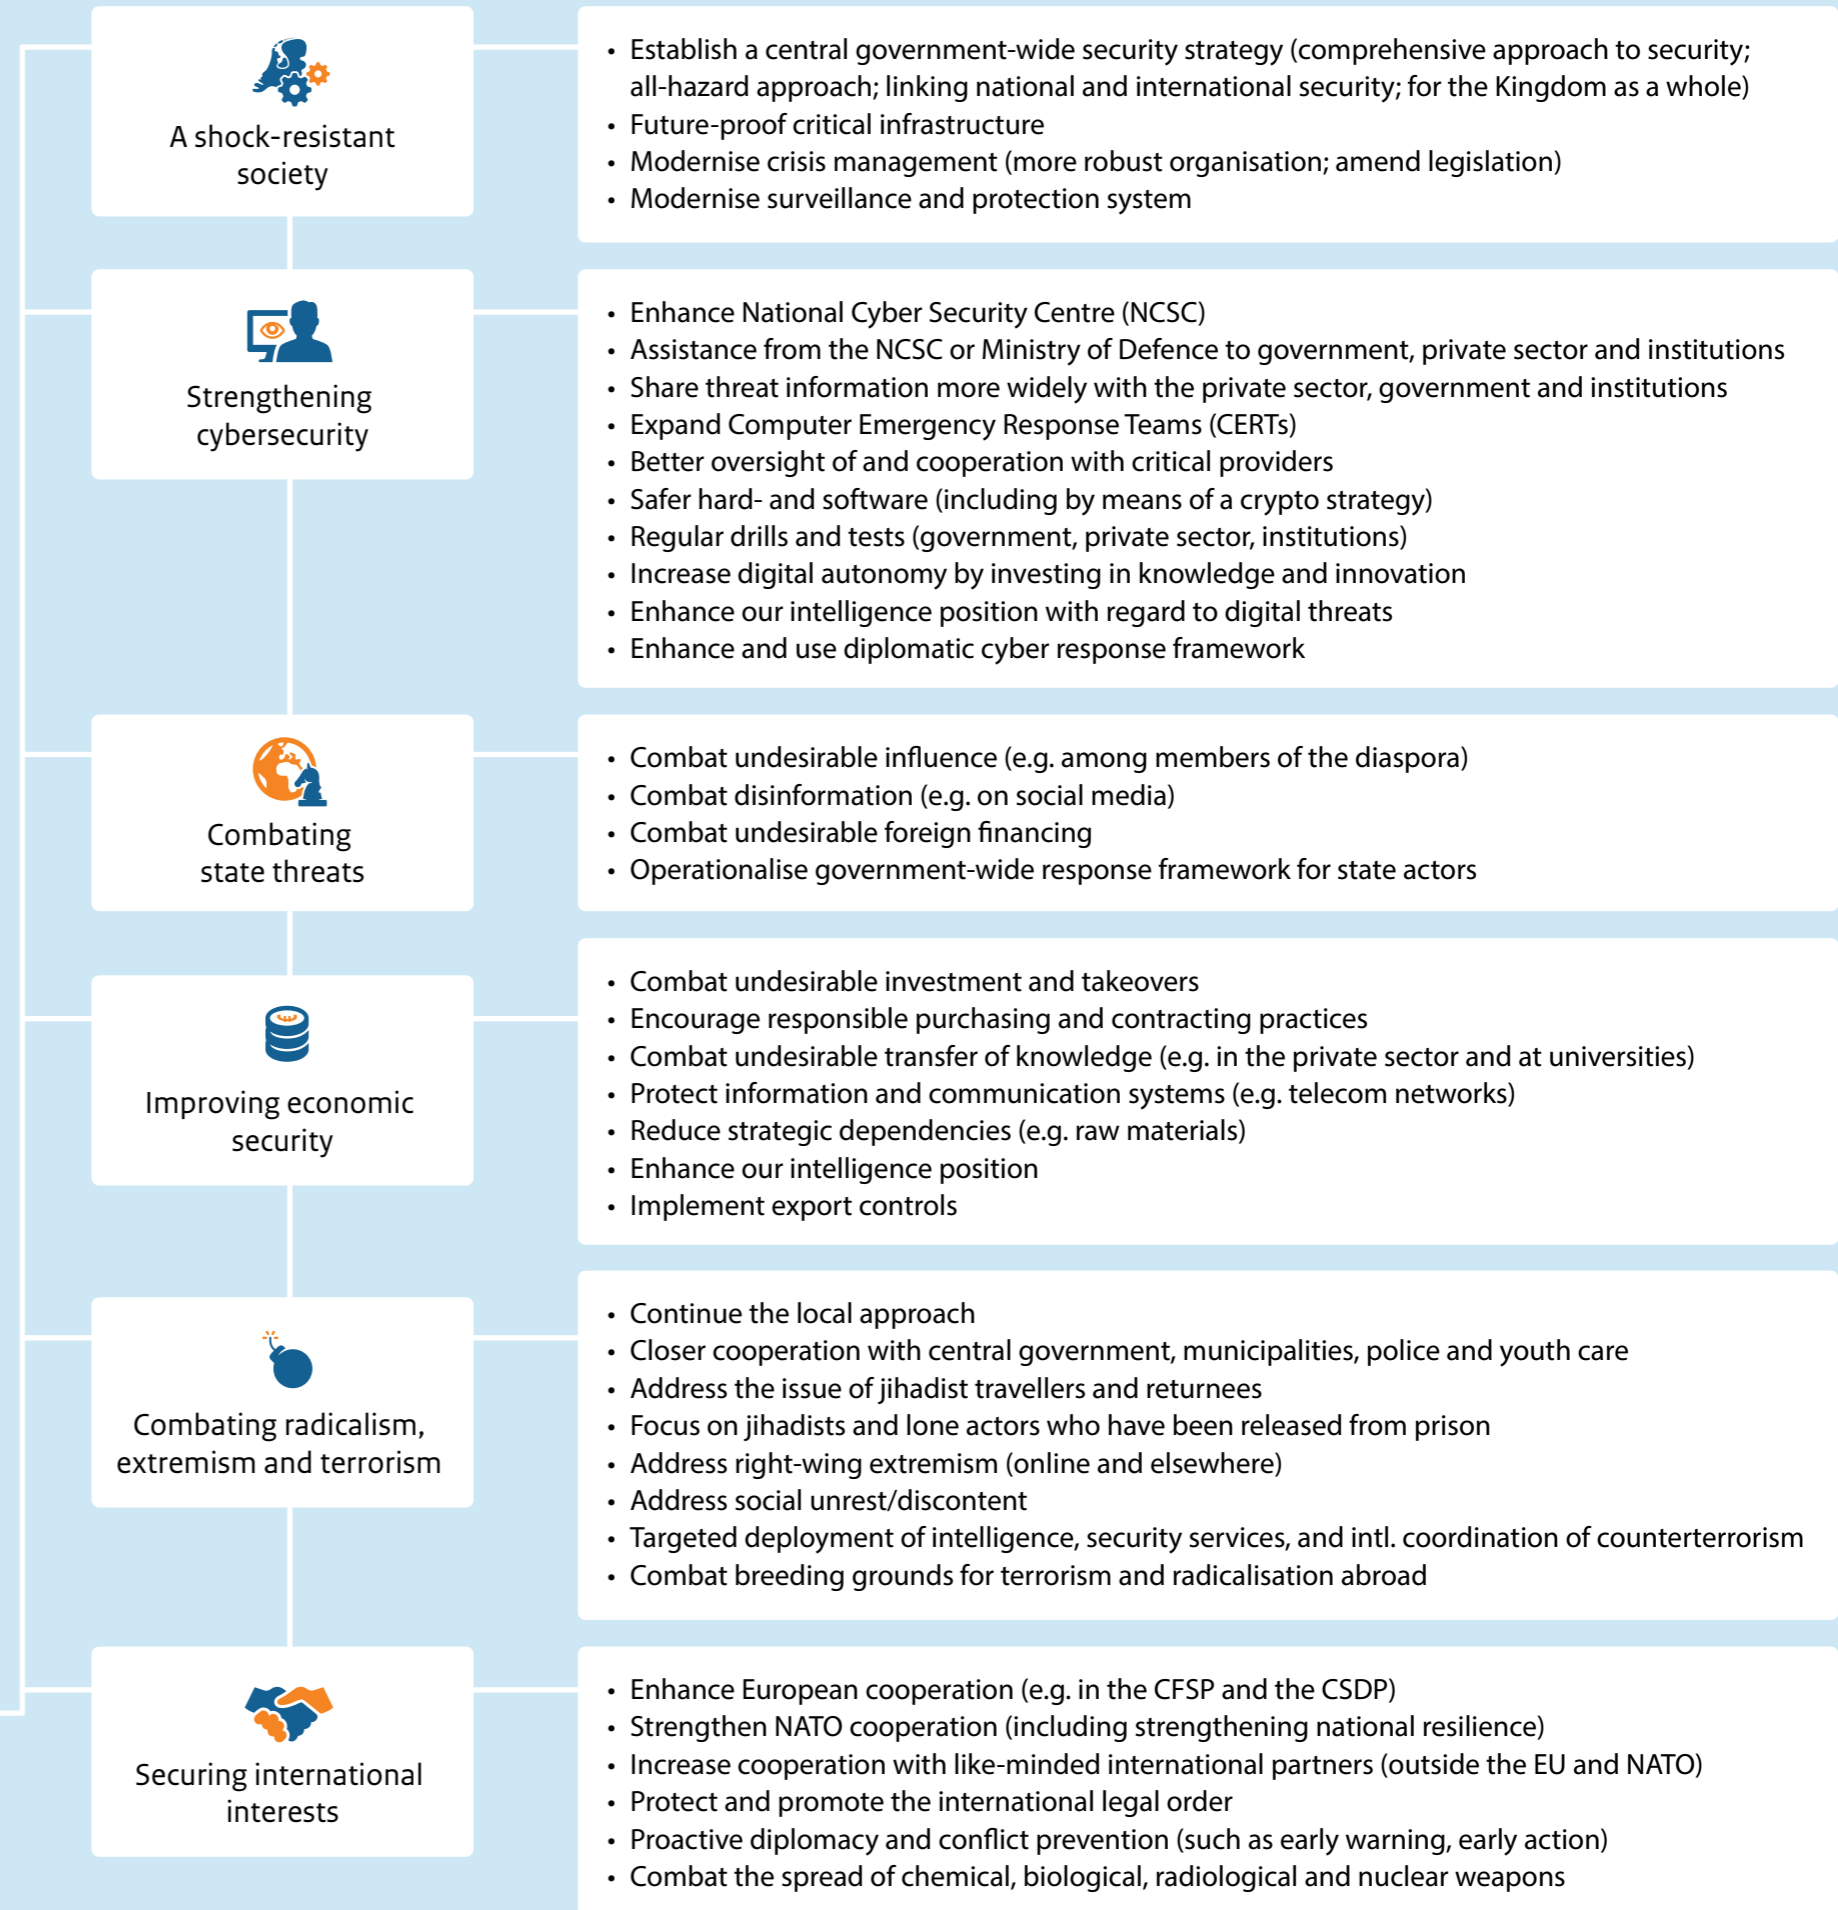 A shock-resistant
society
• Establish a central government-wide security strategy (comprehensive approach to security;
all-hazard approach; linking national and international security; for the Kingdom as a whole)
• Future-proof critical infrastructure
• Modernise crisis management (more robust organisation; amend legislation)
• Modernise surveillance and protection system
Strengthening
cybersecurity
• Enhance National Cyber Security Centre (NCSC)
• Assistance from the NCSC or Ministry of Defence to government, private sector and institutions
• Share threat information more widely with the private sector, government and institutions
• Expand Computer Emergency Response Teams (CERTs)
• Better oversight of and cooperation with critical providers
• Safer hard- and software (including by means of a crypto strategy)
• Regular drills and tests (government, private sector, institutions)
• Increase digital autonomy by investing in knowledge and innovation
• Enhance our intelligence position with regard to digital threats
• Enhance and use diplomatic cyber response framework
Combating
state threats
• Combat undesirable influence (e.g. among members of the diaspora)
• Combat disinformation (e.g. on social media)
• Combat undesirable foreign financing
• Operationalise government-wide response framework for state actors
Improving economic
security
• Combat undesirable investment and takeovers
• Encourage responsible purchasing and contracting practices
• Combat undesirable transfer of knowledge (e.g. in the private sector and at universities)
• Protect information and communication systems (e.g. telecom networks)
• Reduce strategic dependencies (e.g. raw materials)
• Enhance our intelligence position
• Implement export controls
Combating radicalism,
extremism and terrorism
• Continue the local approach
• Closer cooperation with central government, municipalities, police and youth care
• Address the issue of jihadist travellers and returnees
• Focus on jihadists and lone actors who have been released from prison
• Address right-wing extremism (online and elsewhere)
• Address social unrest/discontent
• Targeted deployment of intelligence, security services, and intl. coordination of counterterrorism
• Combat breeding grounds for terrorism and radicalisation abroad
Securing international
interests
• Enhance European cooperation (e.g. in the CFSP and the CSDP)
• Strengthen NATO cooperation (including strengthening national resilience)
• Increase cooperation with like-minded international partners (outside the EU and NATO)
• Protect and promote the international legal order
• Proactive diplomacy and conflict prevention (such as early warning, early action)
• Combat the spread of chemical, biological, radiological and nuclear weapons